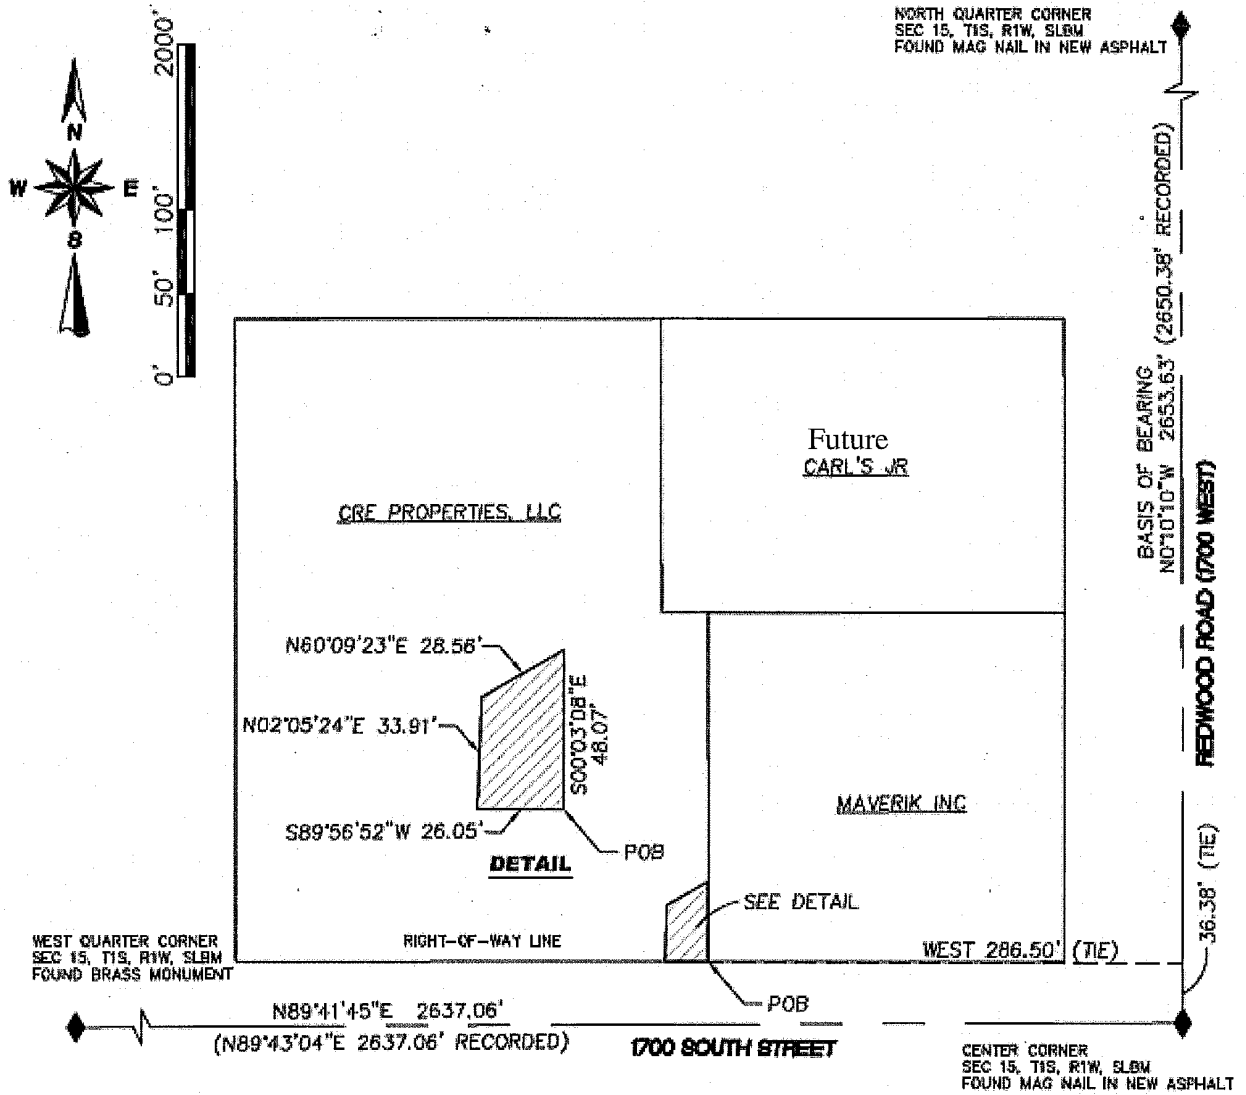 NORTH QUARTER CORNER
SEC 15, T1S, R1W, SLBM
FOUND MAG NAIL IN NEW ASPHALT
2000'
100'
50'
0'
N
W
E
S
BASIS OF BEARING
N0°10'10"W 2653.63' (2650.38' RECORDED)
REDWOOD ROAD (1700 WEST)
Future
CARL'S JR
CRE PROPERTIES, LLC
N60°09'23"E 28.56'
N02°05'24"E 33.91'
S00°03'08"E
48.07'
S89°56'52"W 26.05'
POB
DETAIL
MAVERIK INC
SEE DETAIL
36.38' (TIE)
WEST 286.50' (TIE)
RIGHT-OF-WAY LINE
WEST QUARTER CORNER
SEC 15, T1S, R1W, SLBM
FOUND BRASS MONUMENT
POB
N89°41'45"E 2637.06'
(N89°43'04"E 2637.06' RECORDED)
1700 SOUTH STREET
CENTER CORNER
SEC 15, T1S, R1W, SLBM
FOUND MAG NAIL IN NEW ASPHALT